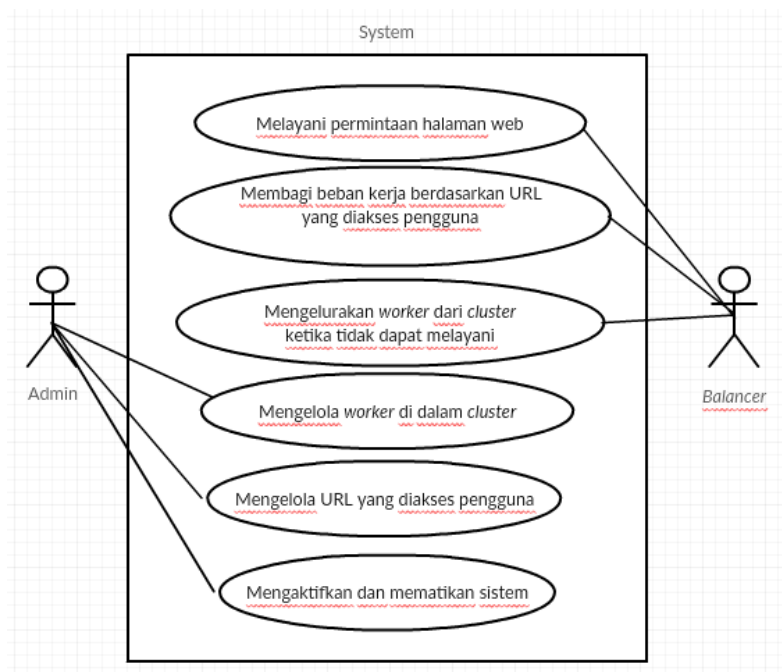 System
Melayani permintaan halaman web
Membagi beban kerja berdasarkan URL
yang diakses pengguna
Mengelurakan worker dari cluster
ketika tidak dapat melayani
Admin
Balancer
Mengelola worker di dalam cluster
Mengelola URL yang diakses pengguna
Mengaktifkan dan mematikan sistem